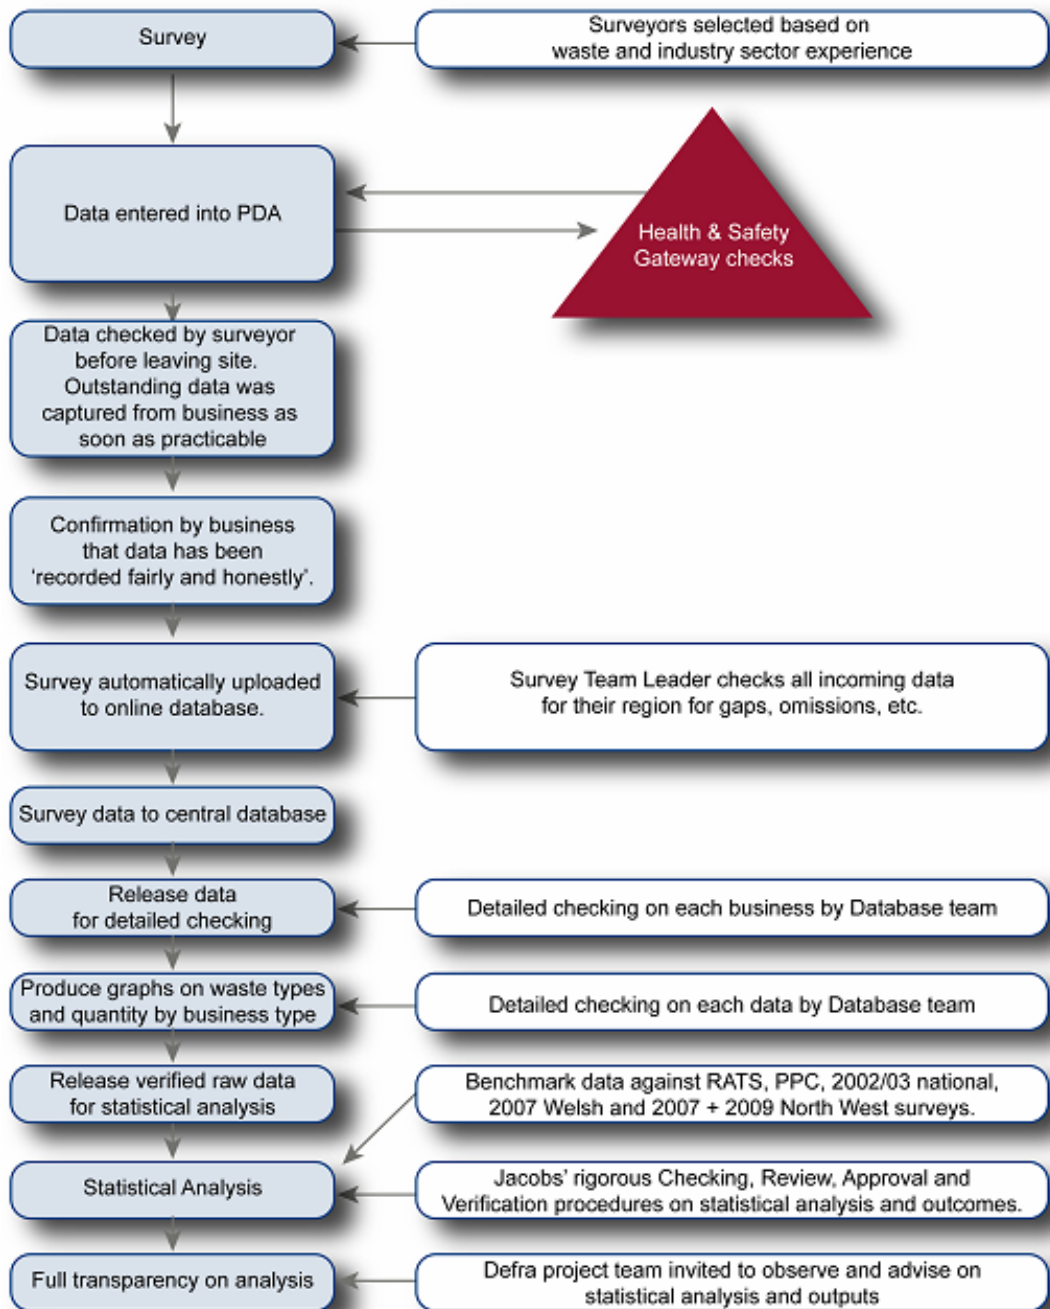 Survey
Surveyors selected based on
waste and industry sector experience
Data entered into PDA
Health & Safety
Gateway checks
Data checked by surveyor
before leaving site.
Outstanding data was
captured from business as
soon as practicable
Confirmation by business
that data has been
‘recorded fairly and honestly’.
Survey automatically uploaded
to online database.
Survey Team Leader checks all incoming data
for their region for gaps, omissions, etc.
Survey data to central database
Release data
for detailed checking
Detailed checking on each business by Database team
Produce graphs on waste types
and quantity by business type
Detailed checking on each data by Database team
Release verified raw data
for statistical analysis
Benchmark data against RATS, PPC, 2002/03 national,
2007 Welsh and 2007 + 2009 North West surveys.
Statistical Analysis
Jacobs’ rigorous Checking, Review, Approval and
Verification procedures on statistical analysis and outcomes.
Full transparency on analysis
Defra project team invited to observe and advise on
statistical analysis and outputs